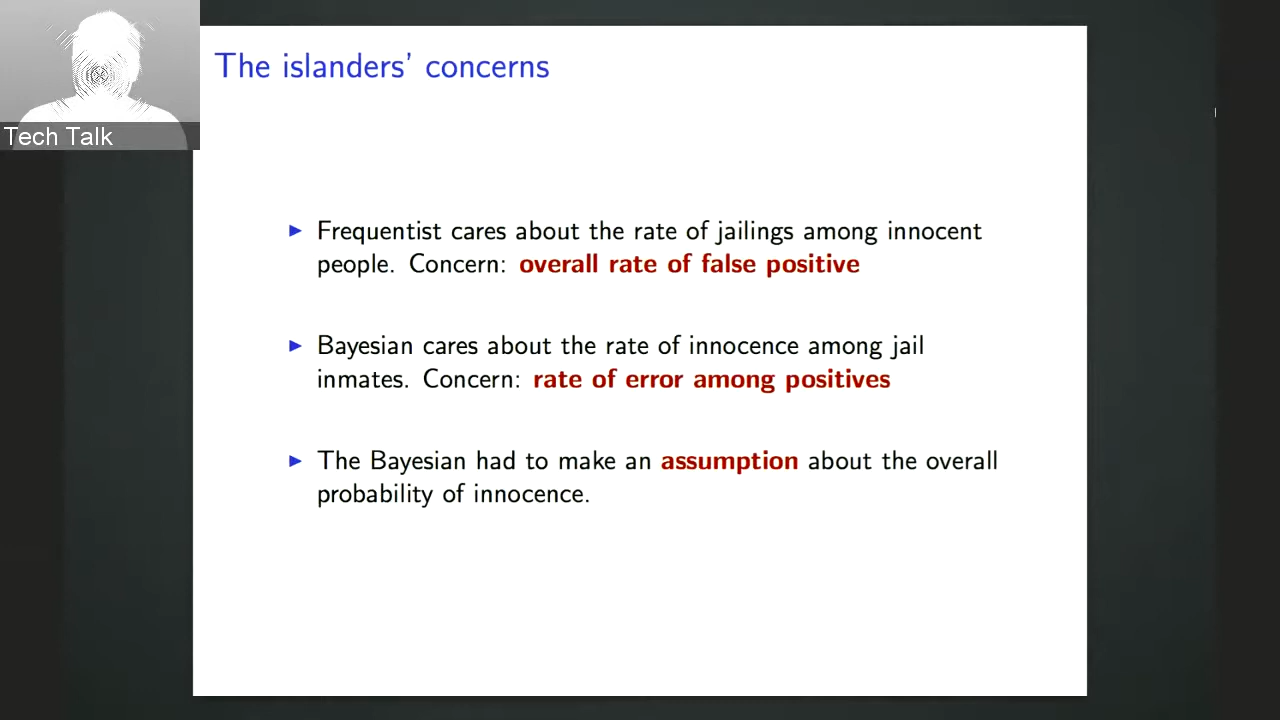 Tech Talk
The islanders’ concerns
Frequentist cares about the rate of jailings among innocent
people. Concern: overall rate of false positive
Bayesian cares about the rate of innocence among jail
inmates. Concern: rate of error among positives
The Bayesian had to make an assumption about the overall
probability of innocence.